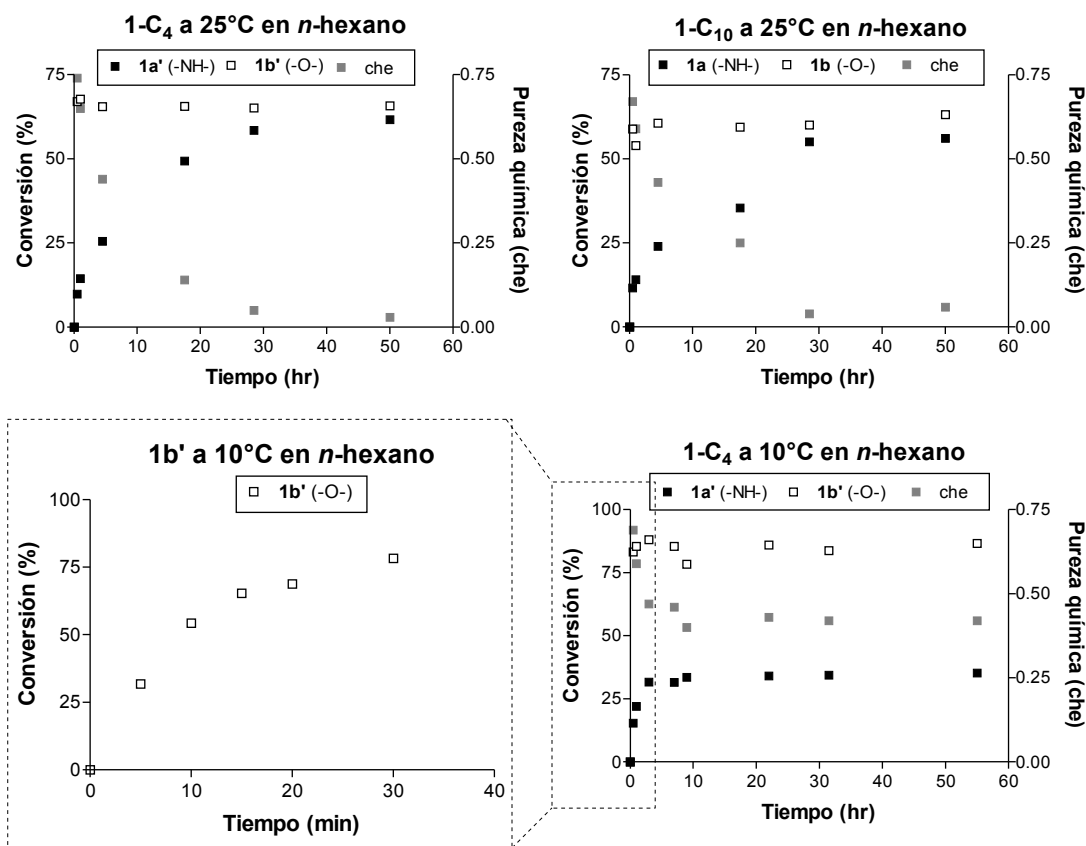 1-C4 a 25°C en n-hexano
1a' (-NH-) 1b' (-O-) che
75
50
25
0
0.75
0.50
0.25
0.00
0 10 20 30 40 50 60
Conversión (%)
Pureza química (che)
Tiempo (hr)
1-C10 a 25°C en n-hexano
1a (-NH-) 1b (-O-) che
75
50
25
0
0.75
0.50
0.25
0.00
0 10 20 30 40 50 60
Conversión (%)
Pureza química (che)
Tiempo (hr)
1b' a 10°C en n-hexano
1b' (-O-)
100
75
50
25
0
0 10 20 30 40
Conversión (%)
Tiempo (min)
1-C4 a 10°C en n-hexano
1a' (-NH-) 1b' (-O-) che
100
75
50
25
0
0.75
0.50
0.25
0.00
0 10 20 30 40 50 60
Conversión (%)
Pureza química (che)
Tiempo (hr)